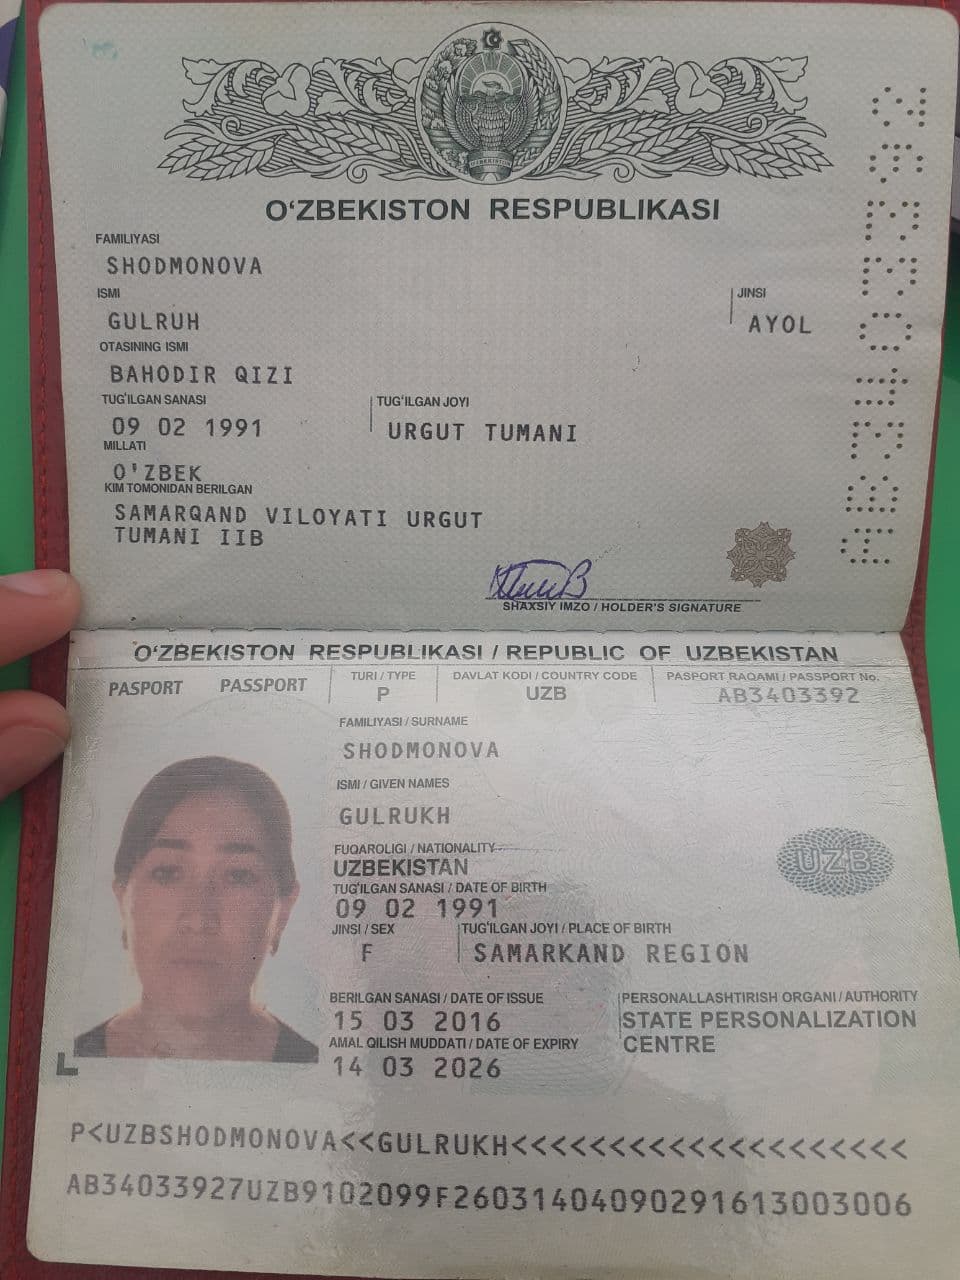 O‘ZBEKISTON RESPUBLIKASI
FAMILIYASI
SHODMONOVA
ISMI
GULRUH
JINSI
AYOL
OTASINING ISMI
BAHODIR QIZI
TUG‘ILGAN SANASI
09 02 1991
TUG‘ILGAN JOYI
URGUT TUMANI
MILLATI
O'ZBEK
KIM TOMONIDAN BERILGAN
SAMARQAND VILOYATI URGUT
TUMANI IIB
SHAXSIY IMZO / HOLDER'S SIGNATURE
AB3403392
O‘ZBEKISTON RESPUBLIKASI / REPUBLIC OF UZBEKISTAN
PASPORT PASSPORT
TURI / TYPE
P
DAVLAT KODI / COUNTRY CODE
UZB
PASPORT RAQAMI / PASSPORT No.
AB3403392
FAMILIYASI / SURNAME
SHODMONOVA
ISMI / GIVEN NAMES
GULRUKH
FUQAROLIGI / NATIONALITY
UZBEKISTAN
UZB
TUG‘ILGAN SANASI / DATE OF BIRTH
09 02 1991
JINSI / SEX
F
TUG‘ILGAN JOYI / PLACE OF BIRTH
SAMARKAND REGION
BERILGAN SANASI / DATE OF ISSUE
15 03 2016
PERSONALLASHTIRISH ORGANI / AUTHORITY
STATE PERSONALIZATION
CENTRE
AMAL QILISH MUDDATI / DATE OF EXPIRY
14 03 2026
P<UZBSHODMONOVA<<GULRUKH<<<<<<<<<<<<<<<<<<<<
AB34033927UZB9102099F26031404090291613003006